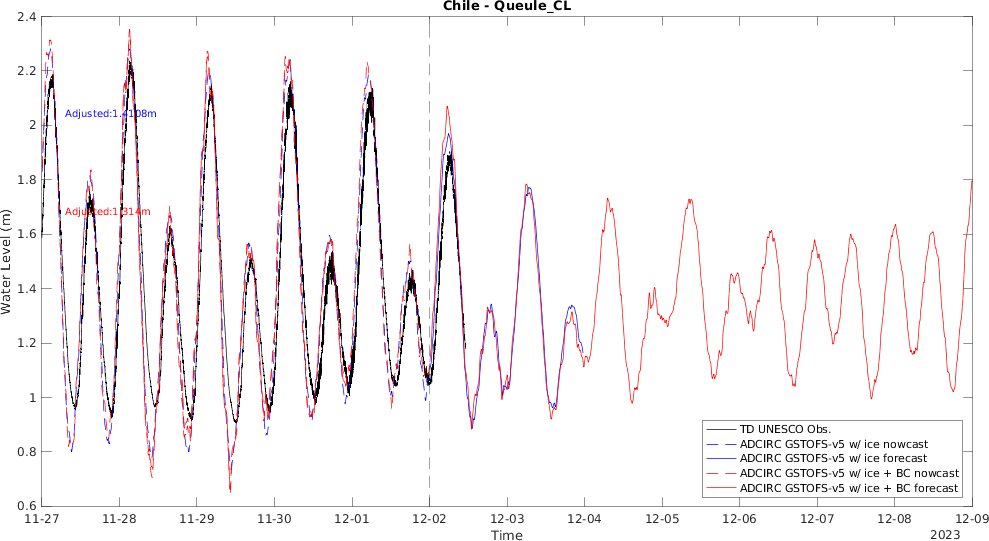 Chile - Queule_CL
Water Level (m)
2.4
2.2
2
1.8
1.6
1.4
1.2
1
0.8
0.6
Adjusted:1.4108m
Adjusted:1.314m
TD UNESCO Obs.
ADCIRC GSTOFS-v5 w/ ice nowcast
ADCIRC GSTOFS-v5 w/ ice forecast
ADCIRC GSTOFS-v5 w/ ice + BC nowcast
ADCIRC GSTOFS-v5 w/ ice + BC forecast
11-27 11-28 11-29 11-30 12-01 12-02 12-03 12-04 12-05 12-06 12-07 12-08 12-09
Time
2023